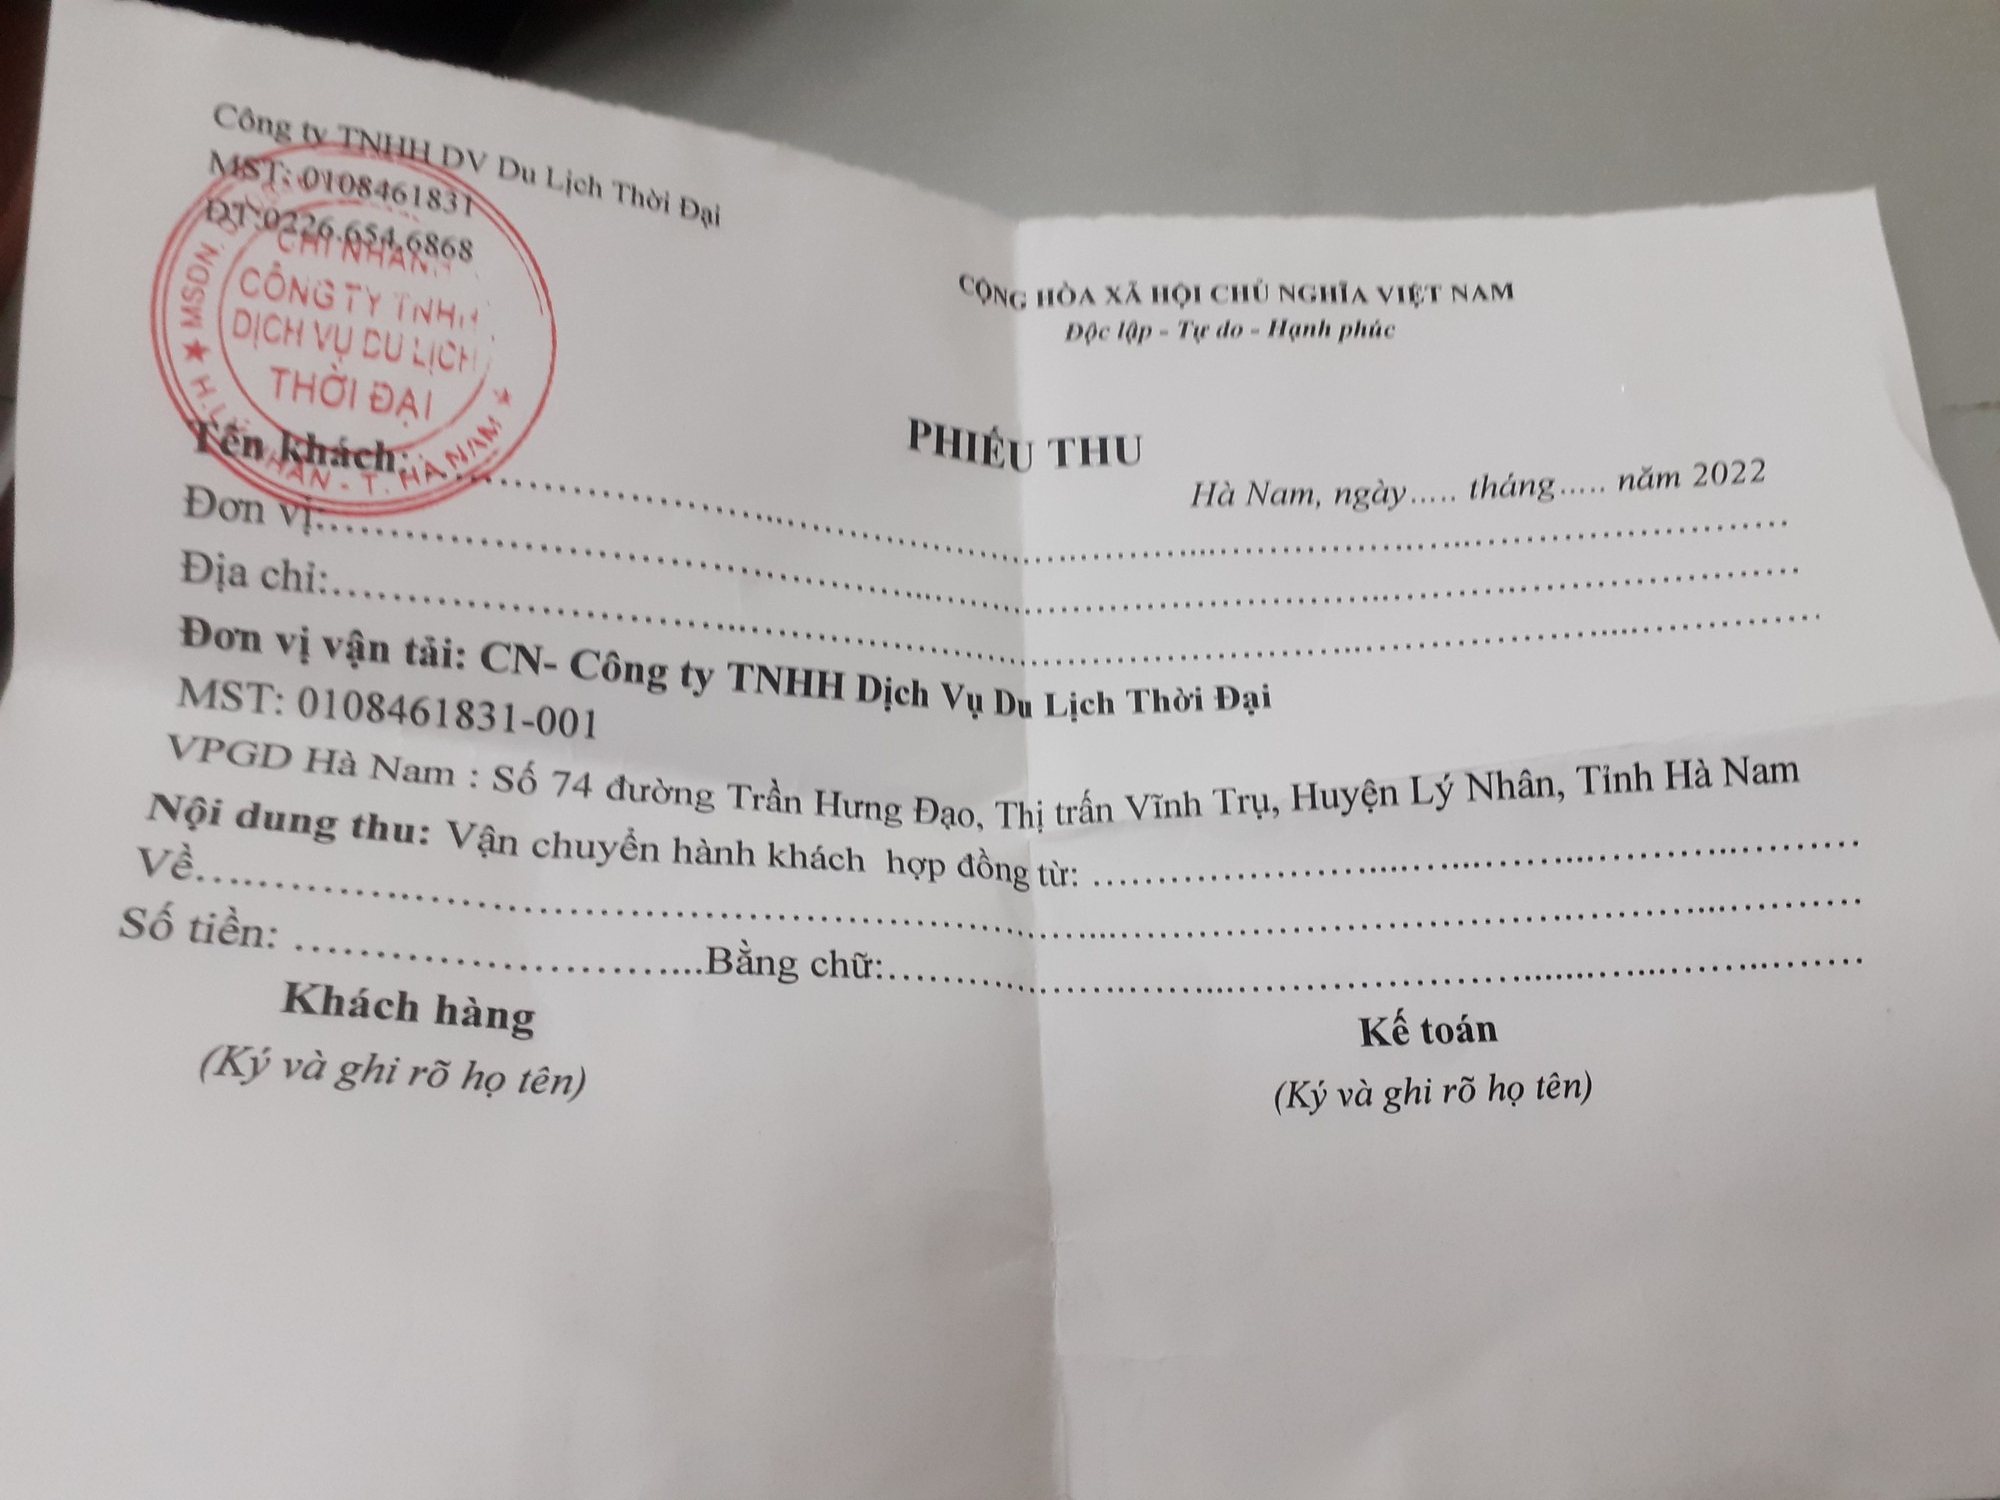 Công ty TNHH DV Du Lịch Thời Đại
MST: 0108461831
ĐT:0226.654.6868
CHI NHÁNH
CÔNG TY TNHH
DỊCH VỤ DU LỊCH
THỜI ĐẠI
★ MSDN.
NHÂN - T. HÀ NAM ★
CỘNG HÒA XÃ HỘI CHỦ NGHĨA VIỆT NAM
Độc lập - Tự do - Hạnh phúc
PHIẾU THU
Hà Nam, ngày..... tháng..... năm 2022
Tên khách:..........................................................................................
Đơn vị:..........................................................................................
Địa chỉ:..........................................................................................
Đơn vị vận tải: CN- Công ty TNHH Dịch Vụ Du Lịch Thời Đại
MST: 0108461831-001
VPGD Hà Nam : Số 74 đường Trần Hưng Đạo, Thị trấn Vĩnh Trụ, Huyện Lý Nhân, Tỉnh Hà Nam
Nội dung thu: Vận chuyển hành khách hợp đồng từ: ..........................................................
Về..........................................................................................
Số tiền: ..............................Bằng chữ:..........................................................
Khách hàng
(Ký và ghi rõ họ tên)
Kế toán
(Ký và ghi rõ họ tên)